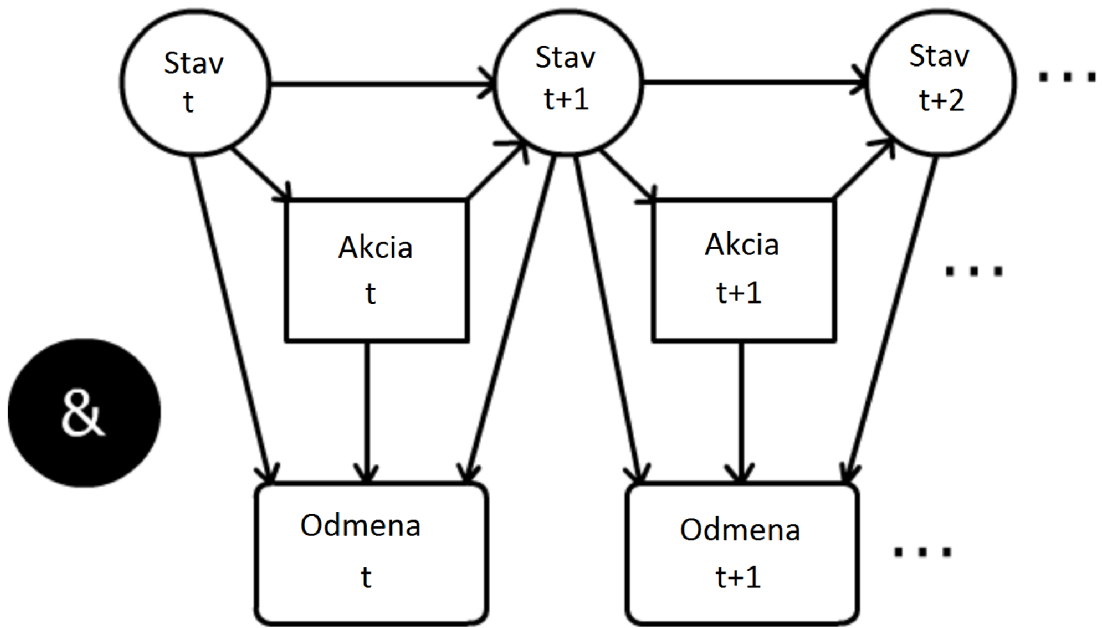 Stav
t
Stav
t+1
Stav
t+2
...
Akcia
t
Akcia
t+1
...
&
Odmena
t
Odmena
t+1
...